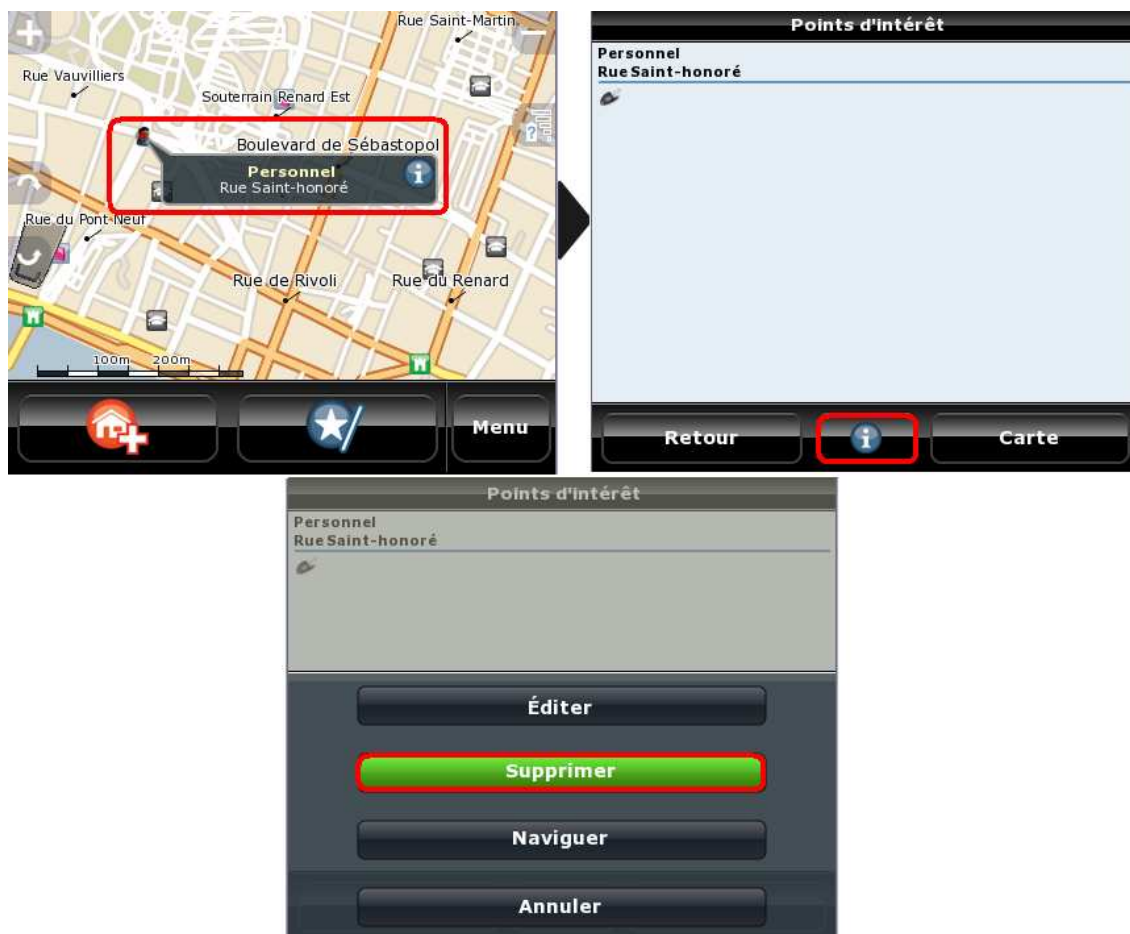 Rue Saint-Martin
Rue Vauvilliers
Souterrain Renard Est
Boulevard de Sébastopol
Personnel
Rue Saint-honoré
Rue du Pont Neuf
Rue de Rivoli
Rue du Renard
100m 200m
Menu
Points d'intérêt
Personnel
Rue Saint-honoré
Retour
Carte
Points d'intérêt
Personnel
Rue Saint-honoré
Éditer
Supprimer
Naviguer
Annuler